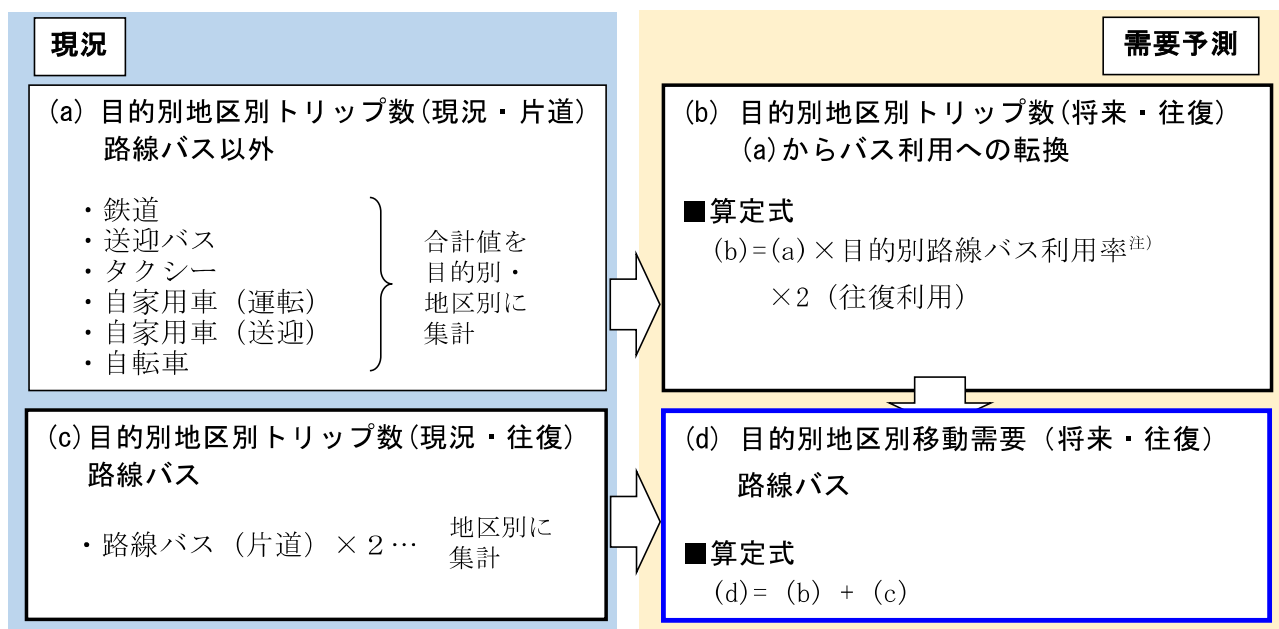 現況
(a) 目的別地区別トリップ数(現況・片道)
路線バス以外
・鉄道
・送迎バス
・タクシー
・自家用車（運転）
・自家用車（送迎）
・自転車
合計値を
目的別・
地区別に
集計
(c)目的別地区別トリップ数(現況・往復)
路線バス
・路線バス（片道）×２…
地区別に
集計
需要予測
(b) 目的別地区別トリップ数(将来・往復)
(a)からバス利用への転換
■算定式
(b)=(a)×目的別路線バス利用率注)
×2（往復利用）
(d) 目的別地区別移動需要（将来・往復）
路線バス
■算定式
(d)= (b) + (c)